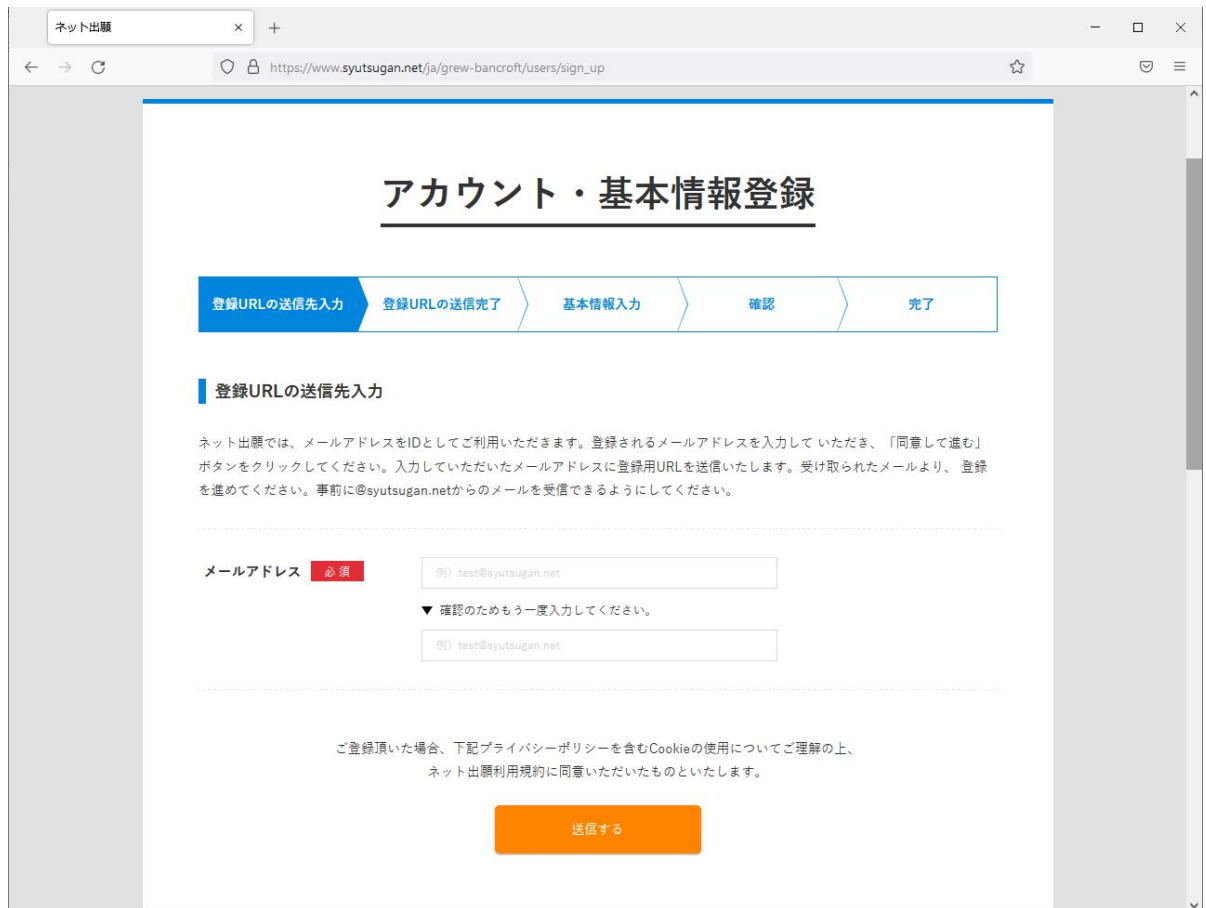 ネット出願
https://www.syutsugan.net/ja/grew-bancroft/users/sign_up
アカウント・基本情報登録
登録URLの送信先入力 登録URLの送信完了 基本情報入力 確認 完了
登録URLの送信先入力
ネット出願では、メールアドレスをIDとしてご利用いただきます。登録されるメールアドレスを入力して いただき、「同意して進む」
ボタンをクリックしてください。入力していただいたメールアドレスに登録用URLを送信いたします。受け取られたメールより、 登録
を進めてください。事前に@syutsugan.netからのメールを受信できるようにしてください。
メールアドレス 必須 例）test@syutsugan.net
▼ 確認のためもう一度入力してください。
例）test@syutsugan.net
ご登録頂いた場合、下記プライバシーポリシーを含むCookieの使用についてご理解の上、
ネット出願利用規約に同意いただいたものといたします。
送信する